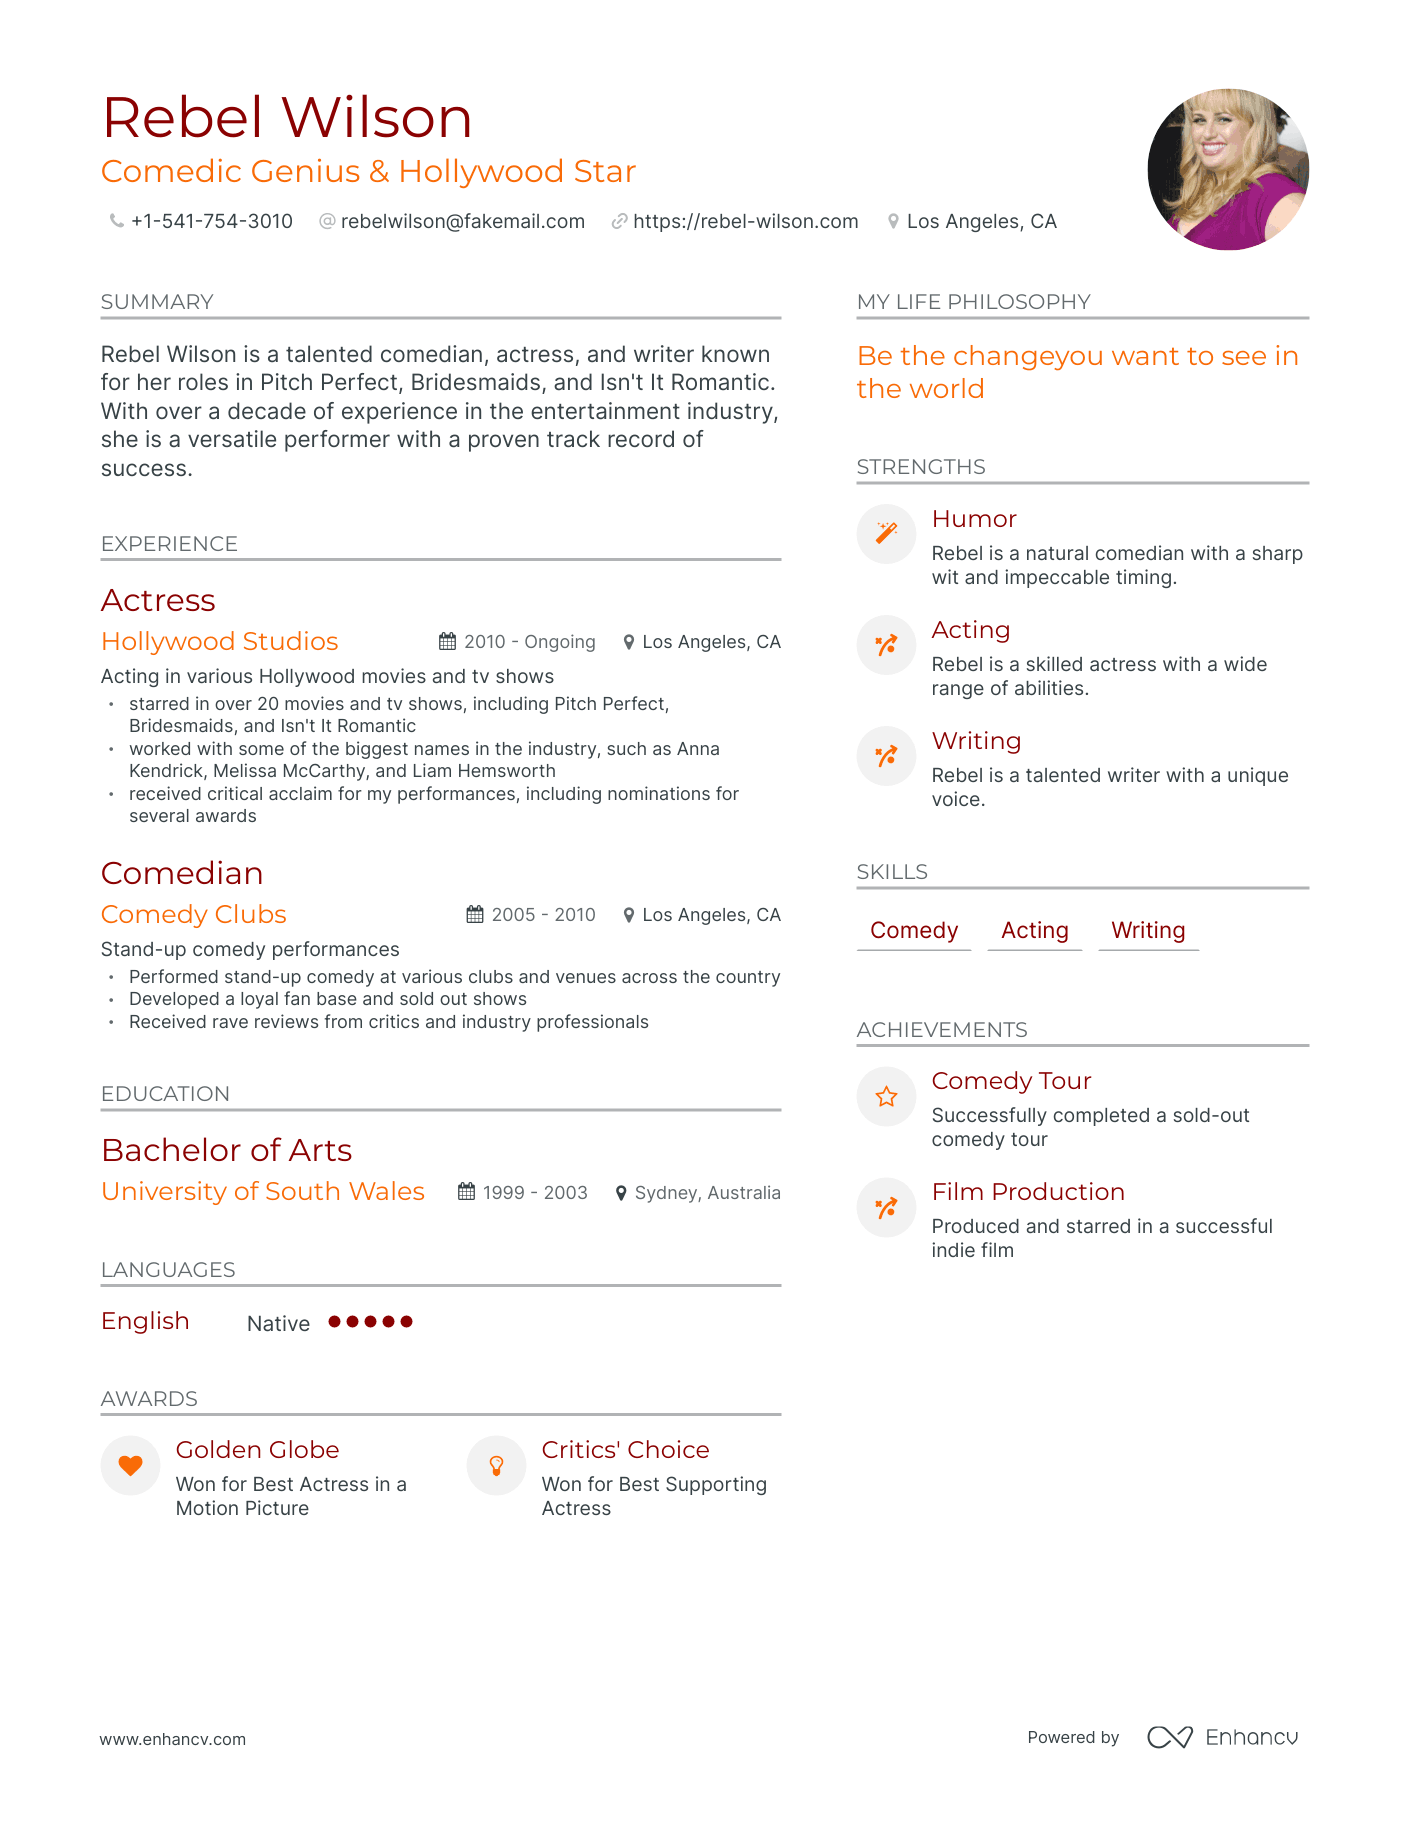 Rebel Wilson
Comedic Genius & Hollywood Star
+1-541-754-3010 @ rebelwilson@fakemail.com https://rebel-wilson.com Los Angeles, CA
SUMMARY
Rebel Wilson is a talented comedian, actress, and writer known
for her roles in Pitch Perfect, Bridesmaids, and Isn't It Romantic.
With over a decade of experience in the entertainment industry,
she is a versatile performer with a proven track record of
success.
EXPERIENCE
Actress
Hollywood Studios 2010 - Ongoing Los Angeles, CA
Acting in various Hollywood movies and tv shows
• starred in over 20 movies and tv shows, including Pitch Perfect,
Bridesmaids, and Isn't It Romantic
• worked with some of the biggest names in the industry, such as Anna
Kendrick, Melissa McCarthy, and Liam Hemsworth
• received critical acclaim for my performances, including nominations for
several awards
Comedian
Comedy Clubs 2005 - 2010 Los Angeles, CA
Stand-up comedy performances
• Performed stand-up comedy at various clubs and venues across the country
• Developed a loyal fan base and sold out shows
• Received rave reviews from critics and industry professionals
EDUCATION
Bachelor of Arts
University of South Wales 1999 - 2003 Sydney, Australia
LANGUAGES
English Native
AWARDS
Golden Globe
Won for Best Actress in a
Motion Picture
Critics' Choice
Won for Best Supporting
Actress
MY LIFE PHILOSOPHY
Be the changeyou want to see in
the world
STRENGTHS
Humor
Rebel is a natural comedian with a sharp
wit and impeccable timing.
Acting
Rebel is a skilled actress with a wide
range of abilities.
Writing
Rebel is a talented writer with a unique
voice.
SKILLS
Comedy Acting Writing
ACHIEVEMENTS
Comedy Tour
Successfully completed a sold-out
comedy tour
Film Production
Produced and starred in a successful
indie film
www.enhancv.com
Powered by Enhancv